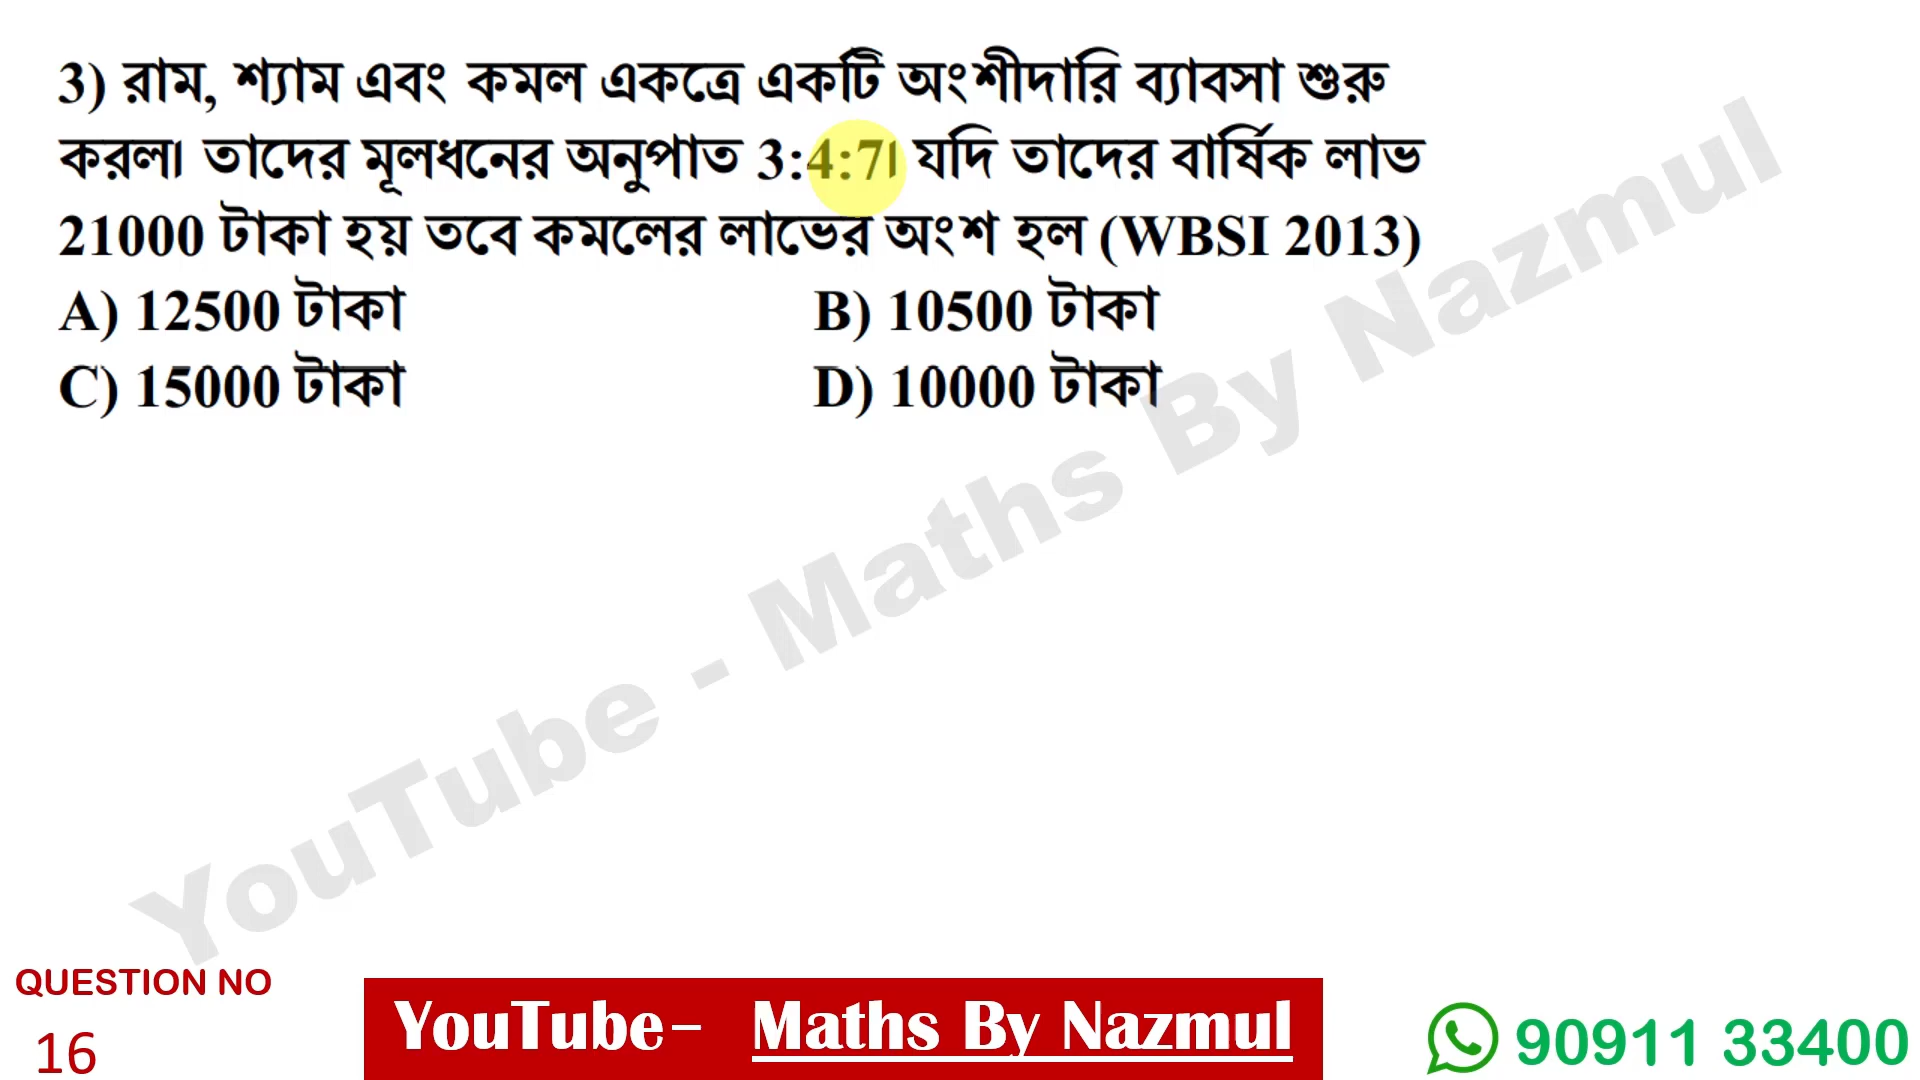 3) রাম, শ্যাম এবং কমল একত্রে একটি অংশীদারি ব্যাবসা শুরু
করল। তাদের মূলধনের অনুপাত 3:4:7। যদি তাদের বার্ষিক লাভ
21000 টাকা হয় তবে কমলের লাভের অংশ হল (WBSI 2013)
A) 12500 টাকা B) 10500 টাকা
C) 15000 টাকা D) 10000 টাকা
YouTube - Maths By Nazmul
QUESTION NO
16
YouTube- Maths By Nazmul
90911 33400